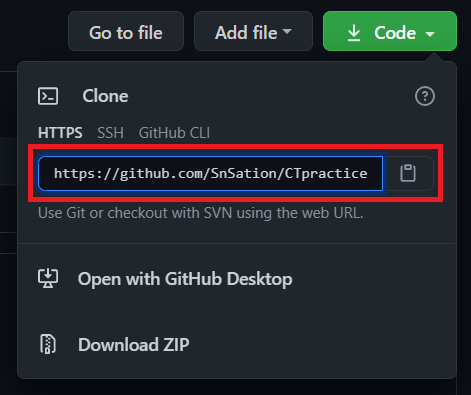 Go to file Add file Code
Clone
HTTPS SSH GitHub CLI
https://github.com/SnSation/CTpractice
Use Git or checkout with SVN using the web URL.
Open with GitHub Desktop
Download ZIP